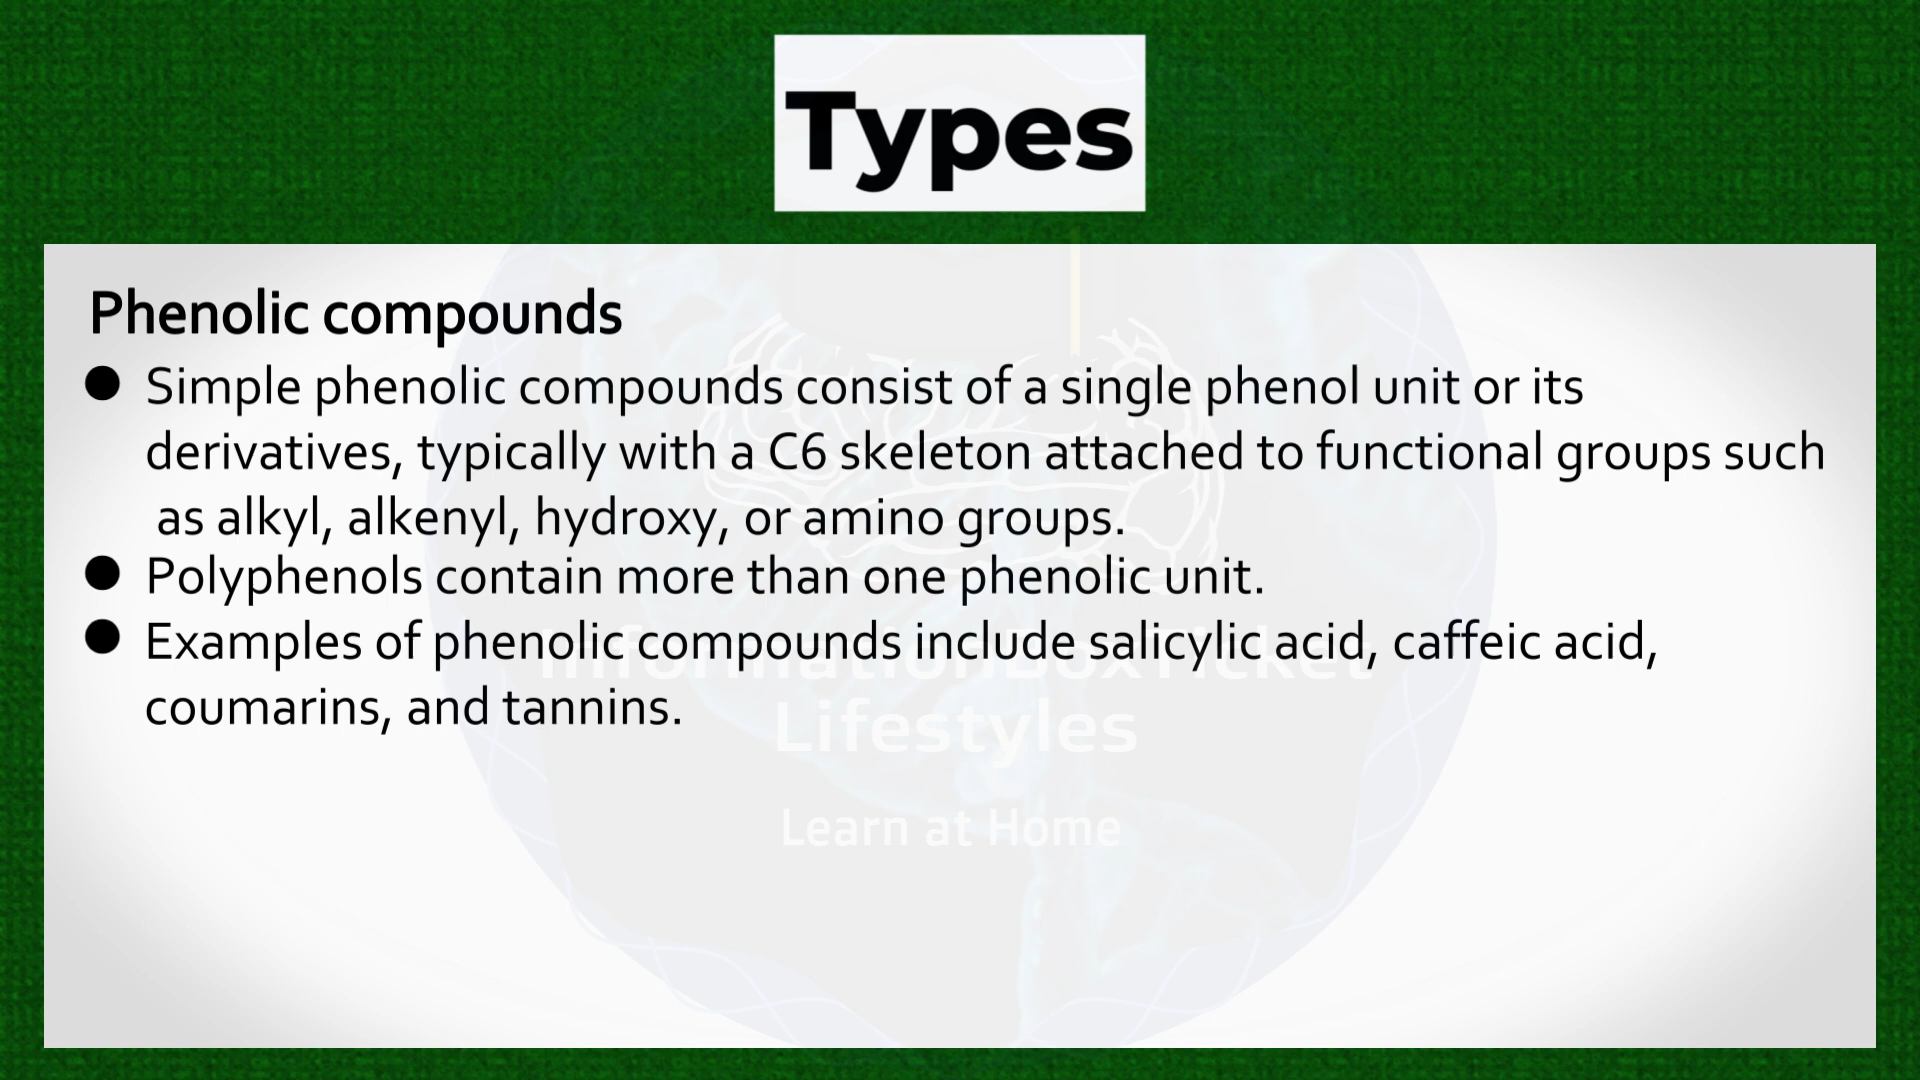 Types
Phenolic compounds
● Simple phenolic compounds consist of a single phenol unit or its
derivatives, typically with a C6 skeleton attached to functional groups such
as alkyl, alkenyl, hydroxy, or amino groups.
● Polyphenols contain more than one phenolic unit.
● Examples of phenolic compounds include salicylic acid, caffeic acid,
InformationBoxTicket
coumarins, and tannins.
Lifestyles
Learn at Home